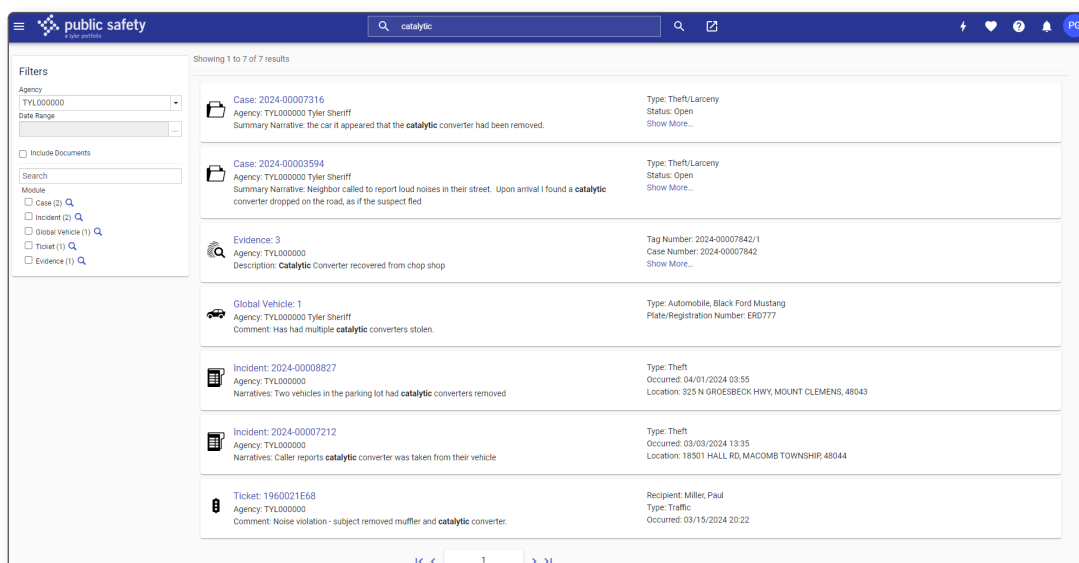 public safety
a tyler portfolio
catalytic
PG
Filters
Agency
TYL000000
Date Range
...
Include Documents
Search
Module
Case (2)
Incident (2)
Global Vehicle (1)
Ticket (1)
Evidence (1)
Showing 1 to 7 of 7 results
Case: 2024-00007316
Agency: TYL000000 Tyler Sheriff
Summary Narrative: the car it appeared that the catalytic converter had been removed.
Type: Theft/Larceny
Status: Open
Show More...
Case: 2024-00003594
Agency: TYL000000 Tyler Sheriff
Summary Narrative: Neighbor called to report loud noises in their street. Upon arrival I found a catalytic
converter dropped on the road, as if the suspect fled
Type: Theft/Larceny
Status: Open
Show More...
Evidence: 3
Agency: TYL000000
Description: Catalytic Converter recovered from chop shop
Tag Number: 2024-00007842/1
Case Number: 2024-00007842
Show More...
Global Vehicle: 1
Agency: TYL000000 Tyler Sheriff
Comment: Has had multiple catalytic converters stolen.
Type: Automobile, Black Ford Mustang
Plate/Registration Number: ERD777
Incident: 2024-00008827
Agency: TYL000000
Narratives: Two vehicles in the parking lot had catalytic converters removed
Type: Theft
Occurred: 04/01/2024 03:55
Location: 325 N GROESBECK HWY, MOUNT CLEMENS, 48043
Incident: 2024-00007212
Agency: TYL000000
Narratives: Caller reports catalytic converter was taken from their vehicle
Type: Theft
Occurred: 03/03/2024 13:35
Location: 18501 HALL RD, MACOMB TOWNSHIP, 48044
Ticket: 1960021E68
Agency: TYL000000
Comment: Noise violation - subject removed muffler and catalytic converter.
Recipient: Miller, Paul
Type: Traffic
Occurred: 03/15/2024 20:22
1